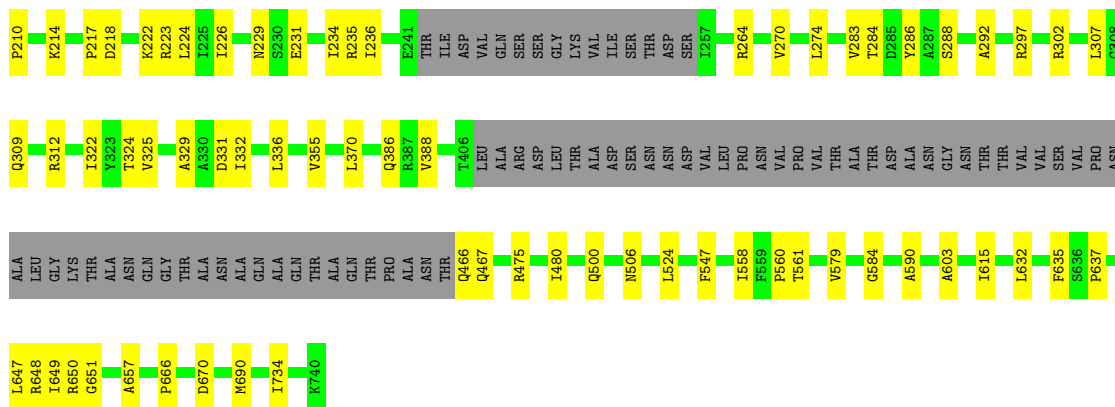 P210 K214 P217 D218 K222 R223 L224 I225 I226 N229 S230 E231 I234 R235 I236 E241 THR ILE ASP VAL GLN SER SER GLY LYS VAL ILE SER THR ASP SER I257 R264 V270 L274 V283 T284 D285 Y286 A287 S288 A292 R297 R302 L307 G308
Q309 R312 I322 Y323 T324 V325 A329 A330 D331 I332 L336 V355 L370 Q386 R387 V388 T406 LEU ALA ARG ASP LEU THR ALA ASP SER ASN ASN ASP VAL LEU PRO ASN VAL PRO VAL THR ALA THR ASP ALA ASN GLY ASN THR THR VAL VAL SER VAL PRO ASN
ALA LEU GLY LYS THR ALA ASN GLN GLY THR ALA ASN ALA GLN ALA GLN THR ALA GLN THR PRO ALA ASN THR Q466 Q467 R475 I480 Q500 N506 L524 F547 I558 F559 P560 T561 V579 G584 A590 A603 I615 L632 F635 S636 P637
L647 R648 I649 R650 G651 A657 P666 D670 M690 I734 K740